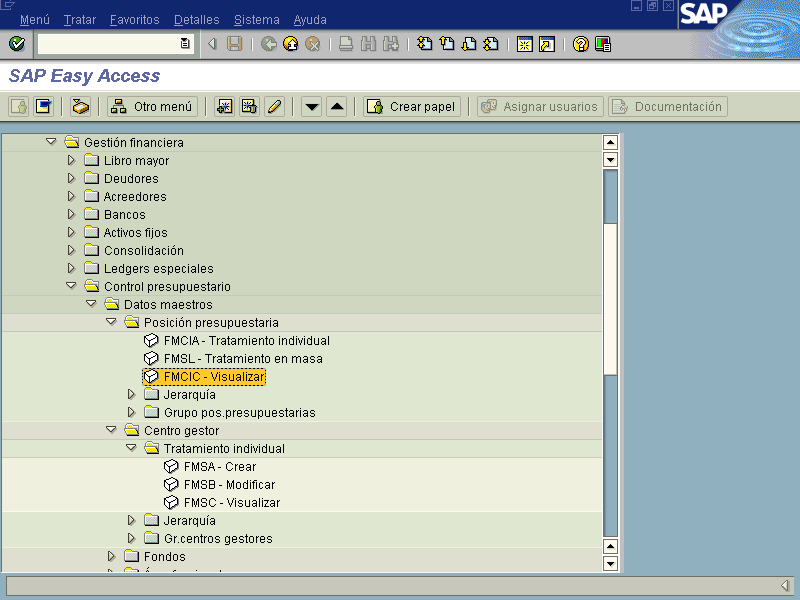 Menú Tratar Favoritos Detalles Sistema Ayuda
SAP
SAP Easy Access
Otro menú Crear papel Asignar usuarios Documentación
Gestión financiera
Libro mayor
Deudores
Acreedores
Bancos
Activos fijos
Consolidación
Ledgers especiales
Control presupuestario
Datos maestros
Posición presupuestaria
FMCIA - Tratamiento individual
FMSL - Tratamiento en masa
FMCIC - Visualizar
Jerarquía
Grupo pos.presupuestarias
Centro gestor
Tratamiento individual
FMSA - Crear
FMSB - Modificar
FMSC - Visualizar
Jerarquía
Gr.centros gestores
Fondos